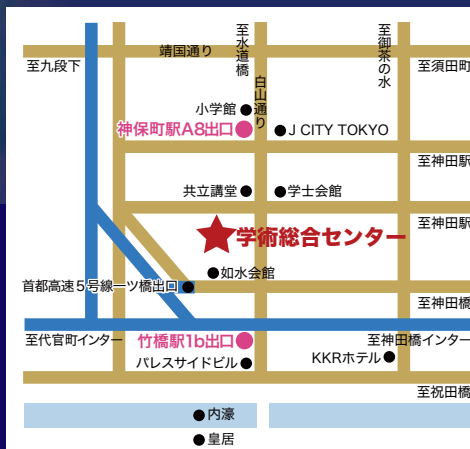 至水道橋
至御茶の水
靖国通り
至九段下
至須田町
白山通り
小学館
神保町駅A8出口
J CITY TOKYO
至神田駅
共立講堂
学士会館
至神田駅
学術総合センター
如水会館
首都高速5号線一ツ橋出口
至神田橋
至代官町インター
竹橋駅1b出口
至神田橋インター
パレスサイドビル
KKRホテル
至祝田橋
内濠
皇居